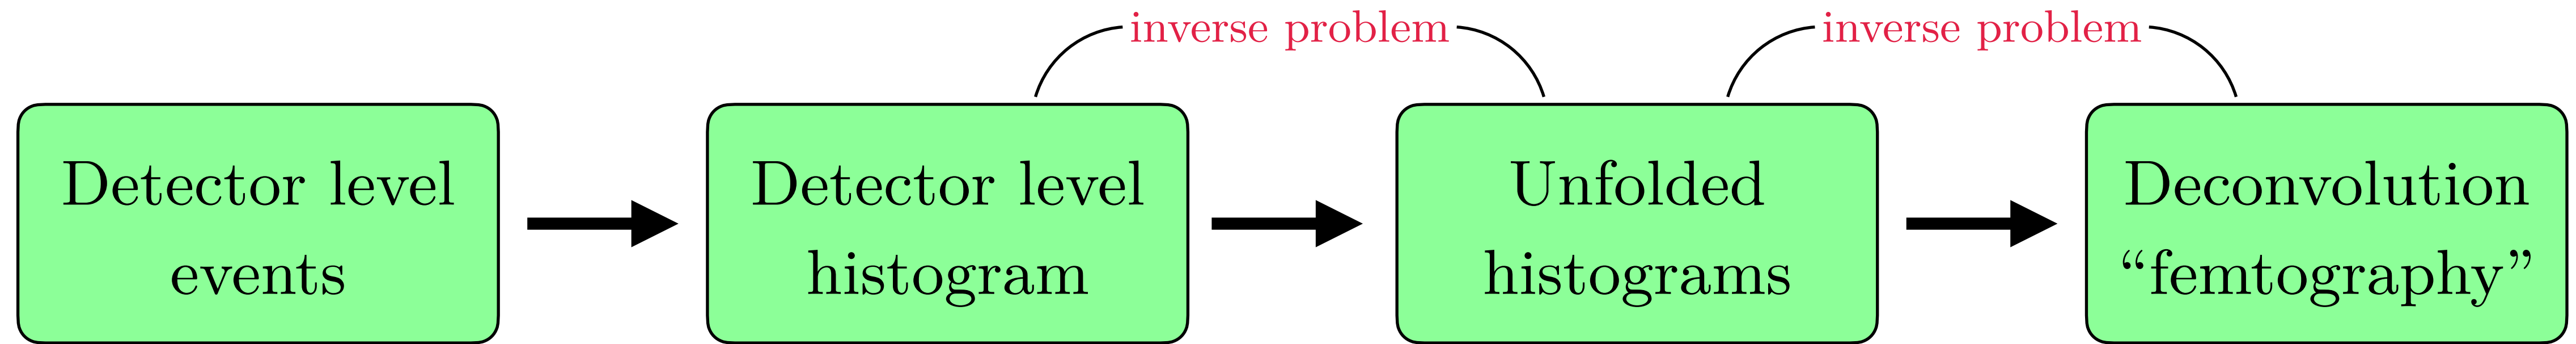 inverse problem
inverse problem
Detector level
events
Detector level
histogram
Unfolded
histograms
Deconvolution
“femtography”